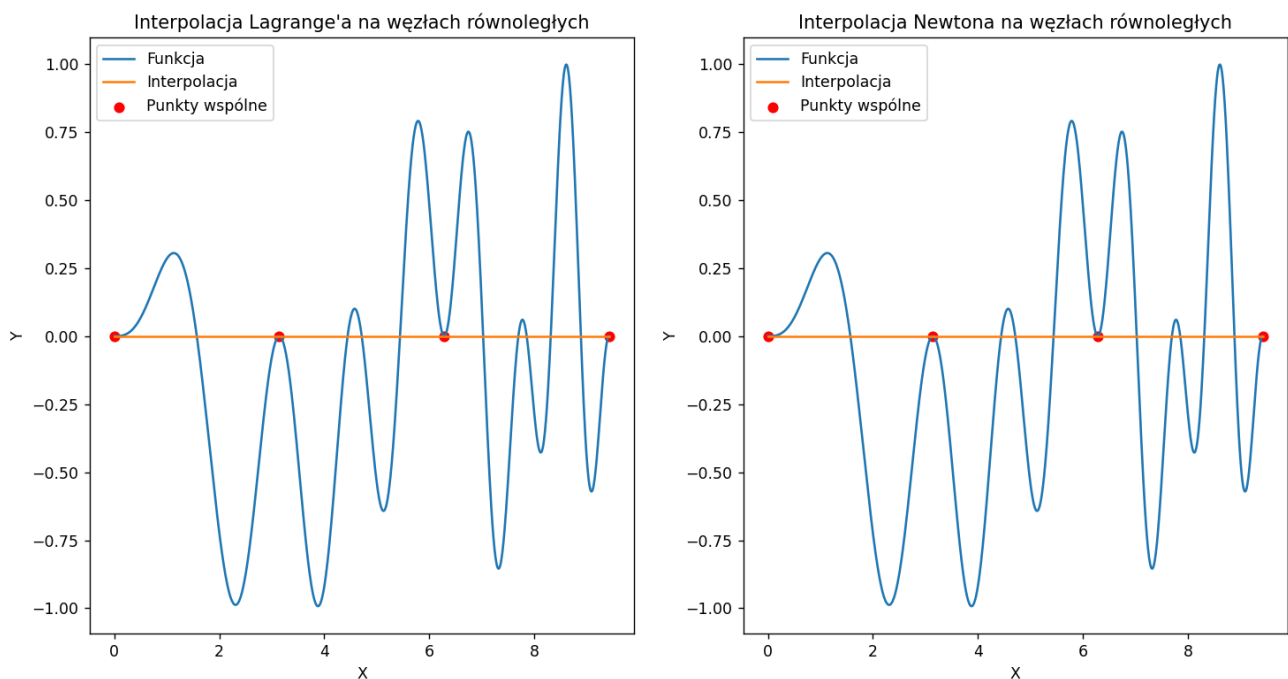 Interpolacja Lagrange'a na węzłach równoległych
Funkcja
Interpolacja
Punkty wspólne
1.00
0.75
0.50
0.25
0.00
−0.25
−0.50
−0.75
−1.00
Y
0 2 4 6 8
X
Interpolacja Newtona na węzłach równoległych
Funkcja
Interpolacja
Punkty wspólne
1.00
0.75
0.50
0.25
0.00
−0.25
−0.50
−0.75
−1.00
Y
0 2 4 6 8
X